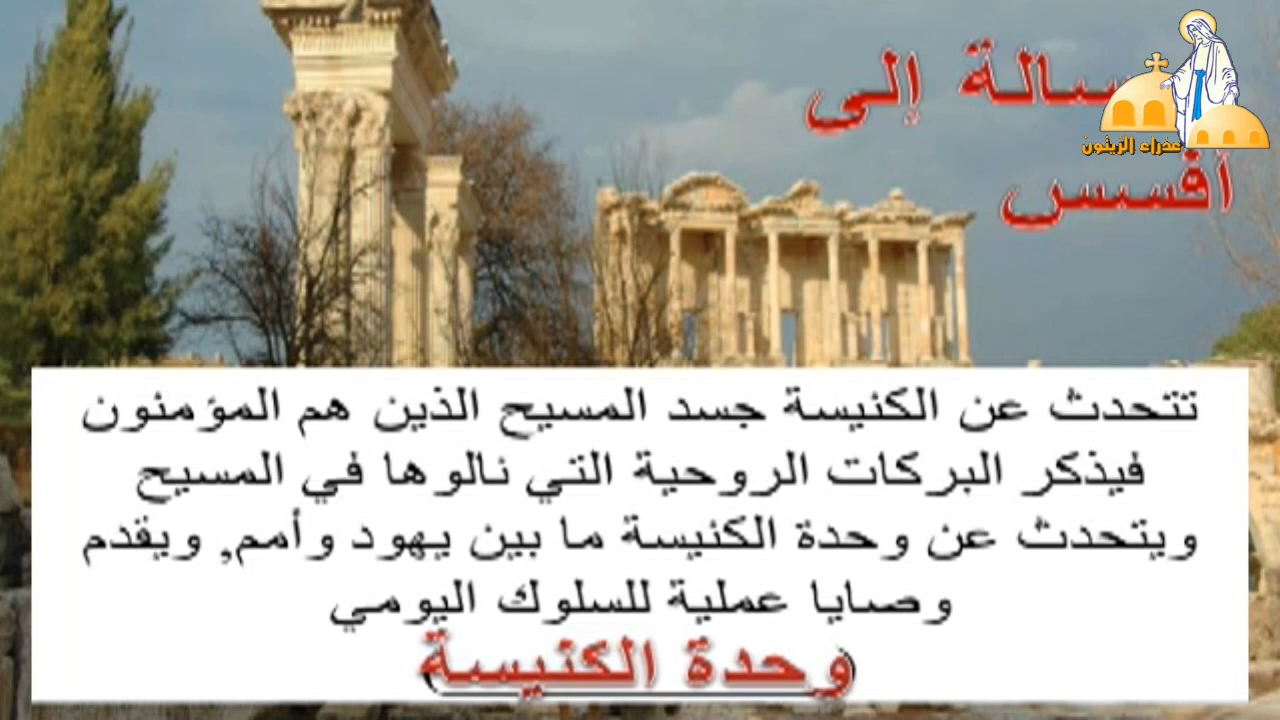 سالة إلى
أفسس
عذراء الزيتون
تتحدث عن الكنيسة جسد المسيح الذين هم المؤمنون
فيذكر البركات الروحية التي نالوها في المسيح
ويتحدث عن وحدة الكنيسة ما بين يهود وأمم, ويقدم
وصايا عملية للسلوك اليومي
وحدة الكنيسة